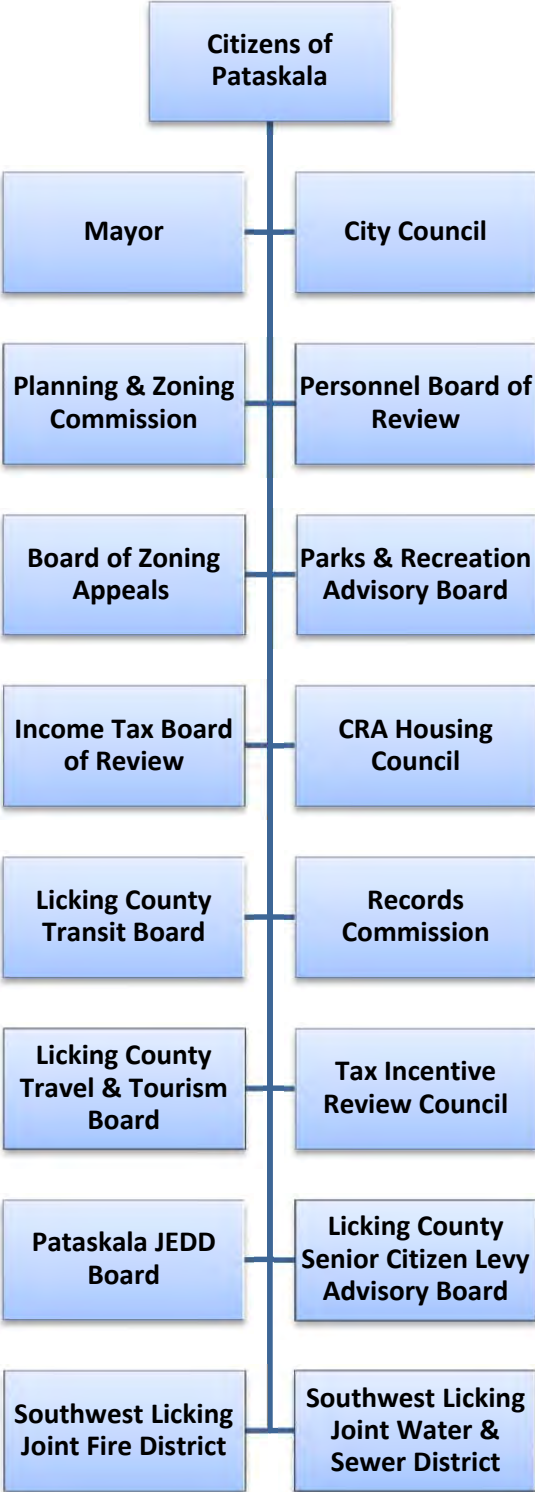 Citizens of
Pataskala
Mayor
City Council
Planning & Zoning
Commission
Personnel Board of
Review
Board of Zoning
Appeals
Parks & Recreation
Advisory Board
Income Tax Board
of Review
CRA Housing
Council
Licking County
Transit Board
Records
Commission
Licking County
Travel & Tourism
Board
Tax Incentive
Review Council
Pataskala JEDD
Board
Licking County
Senior Citizen Levy
Advisory Board
Southwest Licking
Joint Fire District
Southwest Licking
Joint Water &
Sewer District